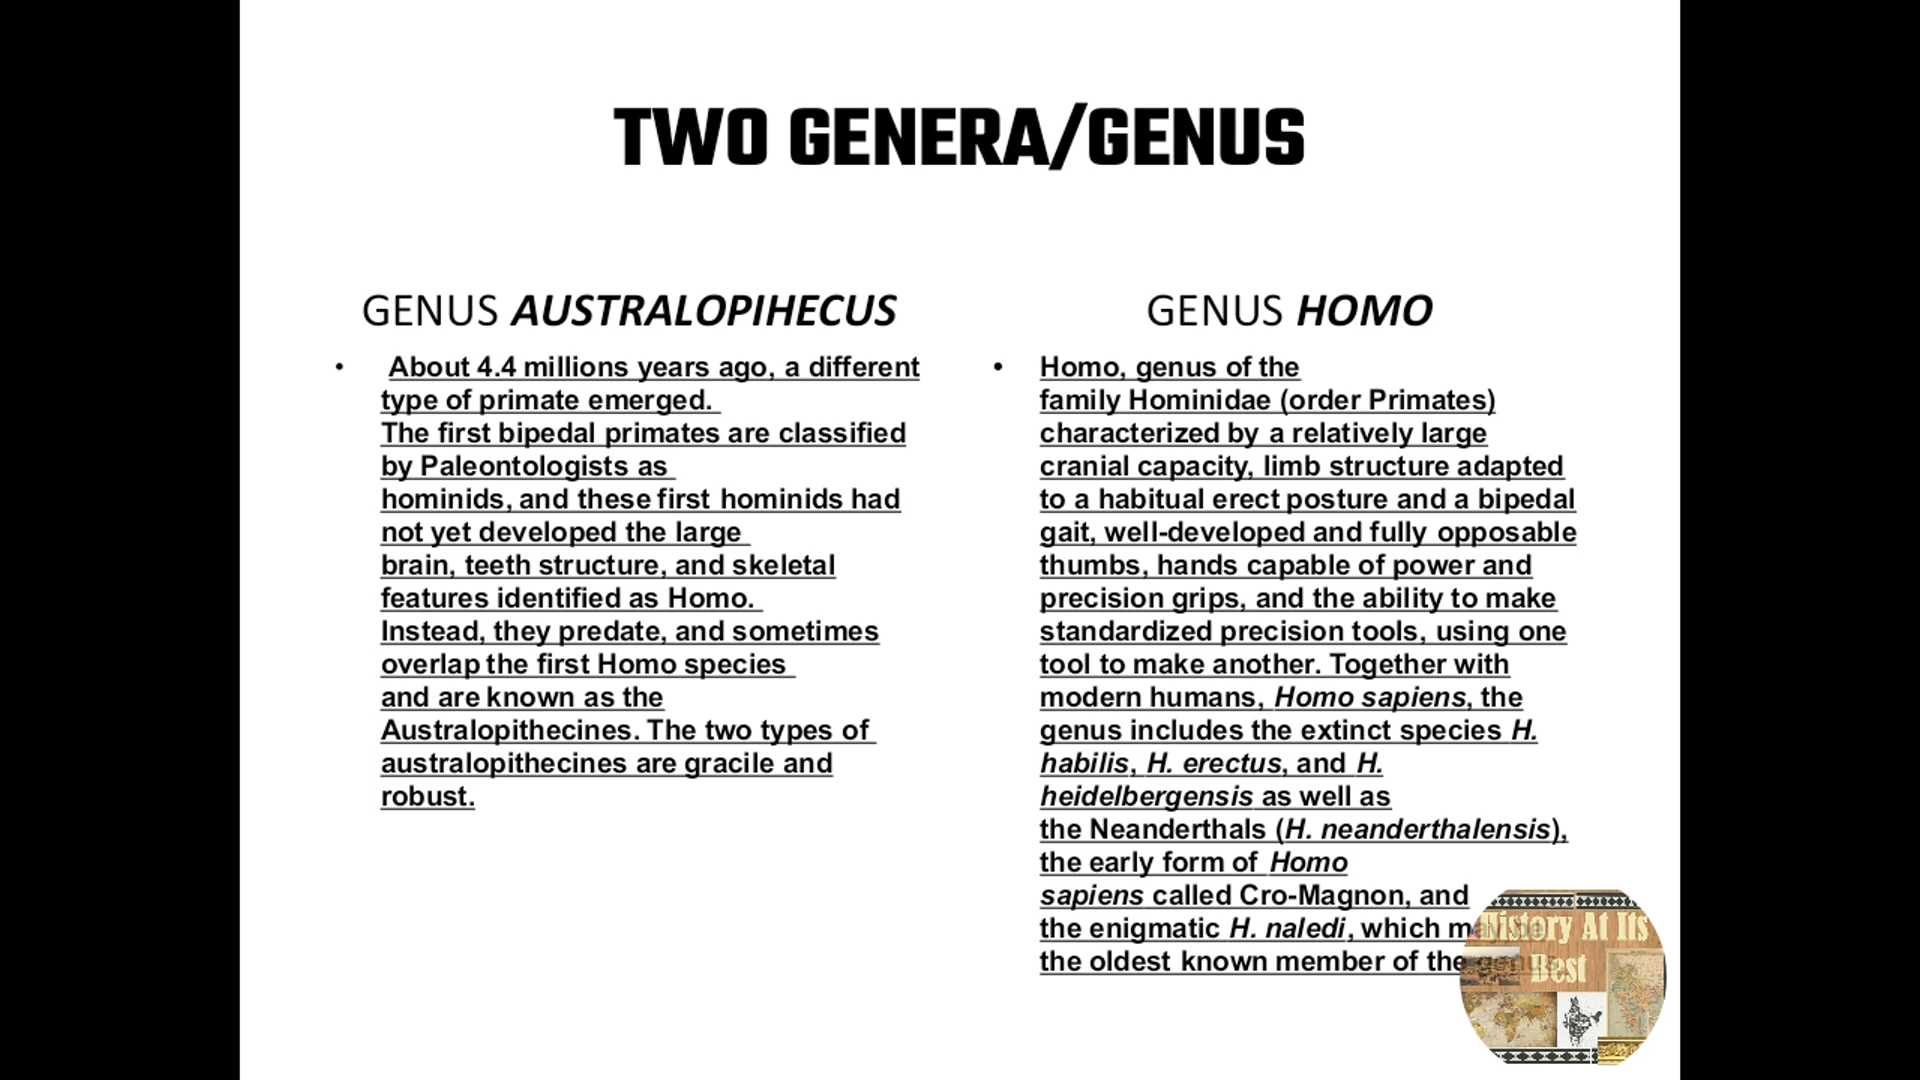 TWO GENERA/GENUS
GENUS AUSTRALOPIHECUS
• About 4.4 millions years ago, a different
type of primate emerged.
The first bipedal primates are classified
by Paleontologists as
hominids, and these first hominids had
not yet developed the large
brain, teeth structure, and skeletal
features identified as Homo.
Instead, they predate, and sometimes
overlap the first Homo species
and are known as the
Australopithecines. The two types of
australopithecines are gracile and
robust.
GENUS HOMO
• Homo, genus of the
family Hominidae (order Primates)
characterized by a relatively large
cranial capacity, limb structure adapted
to a habitual erect posture and a bipedal
gait, well-developed and fully opposable
thumbs, hands capable of power and
precision grips, and the ability to make
standardized precision tools, using one
tool to make another. Together with
modern humans, Homo sapiens, the
genus includes the extinct species H.
habilis, H. erectus, and H.
heidelbergensis as well as
the Neanderthals (H. neanderthalensis),
the early form of Homo
sapiens called Cro-Magnon, and
the enigmatic H. naledi, which may be
the oldest known member of the genus
History At Its
Best